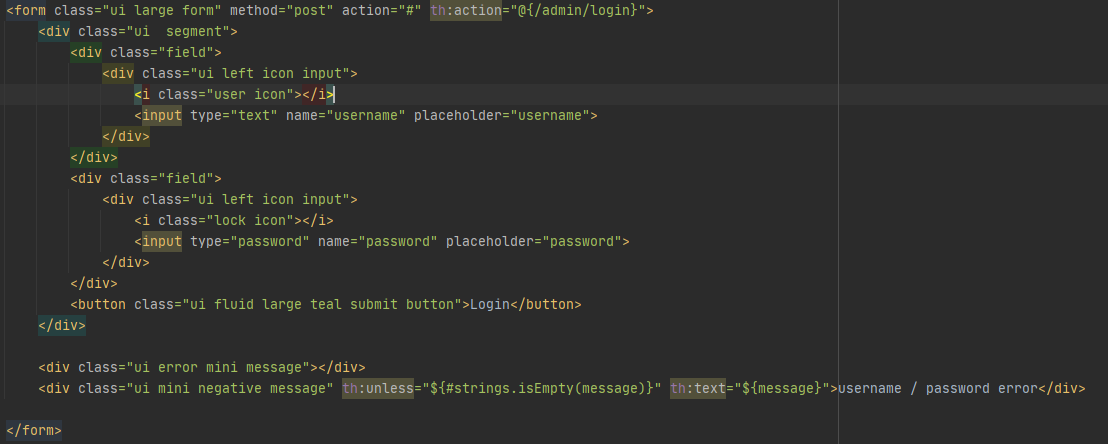 <form class="ui large form" method="post" action="#" th:action="@{/admin/login}">
<div class="ui  segment">
<div class="field">
<div class="ui left icon input">
<i class="user icon"></i>
<input type="text" name="username" placeholder="username">
</div>
</div>
<div class="field">
<div class="ui left icon input">
<i class="lock icon"></i>
<input type="password" name="password" placeholder="password">
</div>
</div>
<button class="ui fluid large teal submit button">Login</button>
</div>
<div class="ui error mini message"></div>
<div class="ui mini negative message" th:unless="${#strings.isEmpty(message)}" th:text="${message}">username / password error</div>
</form>